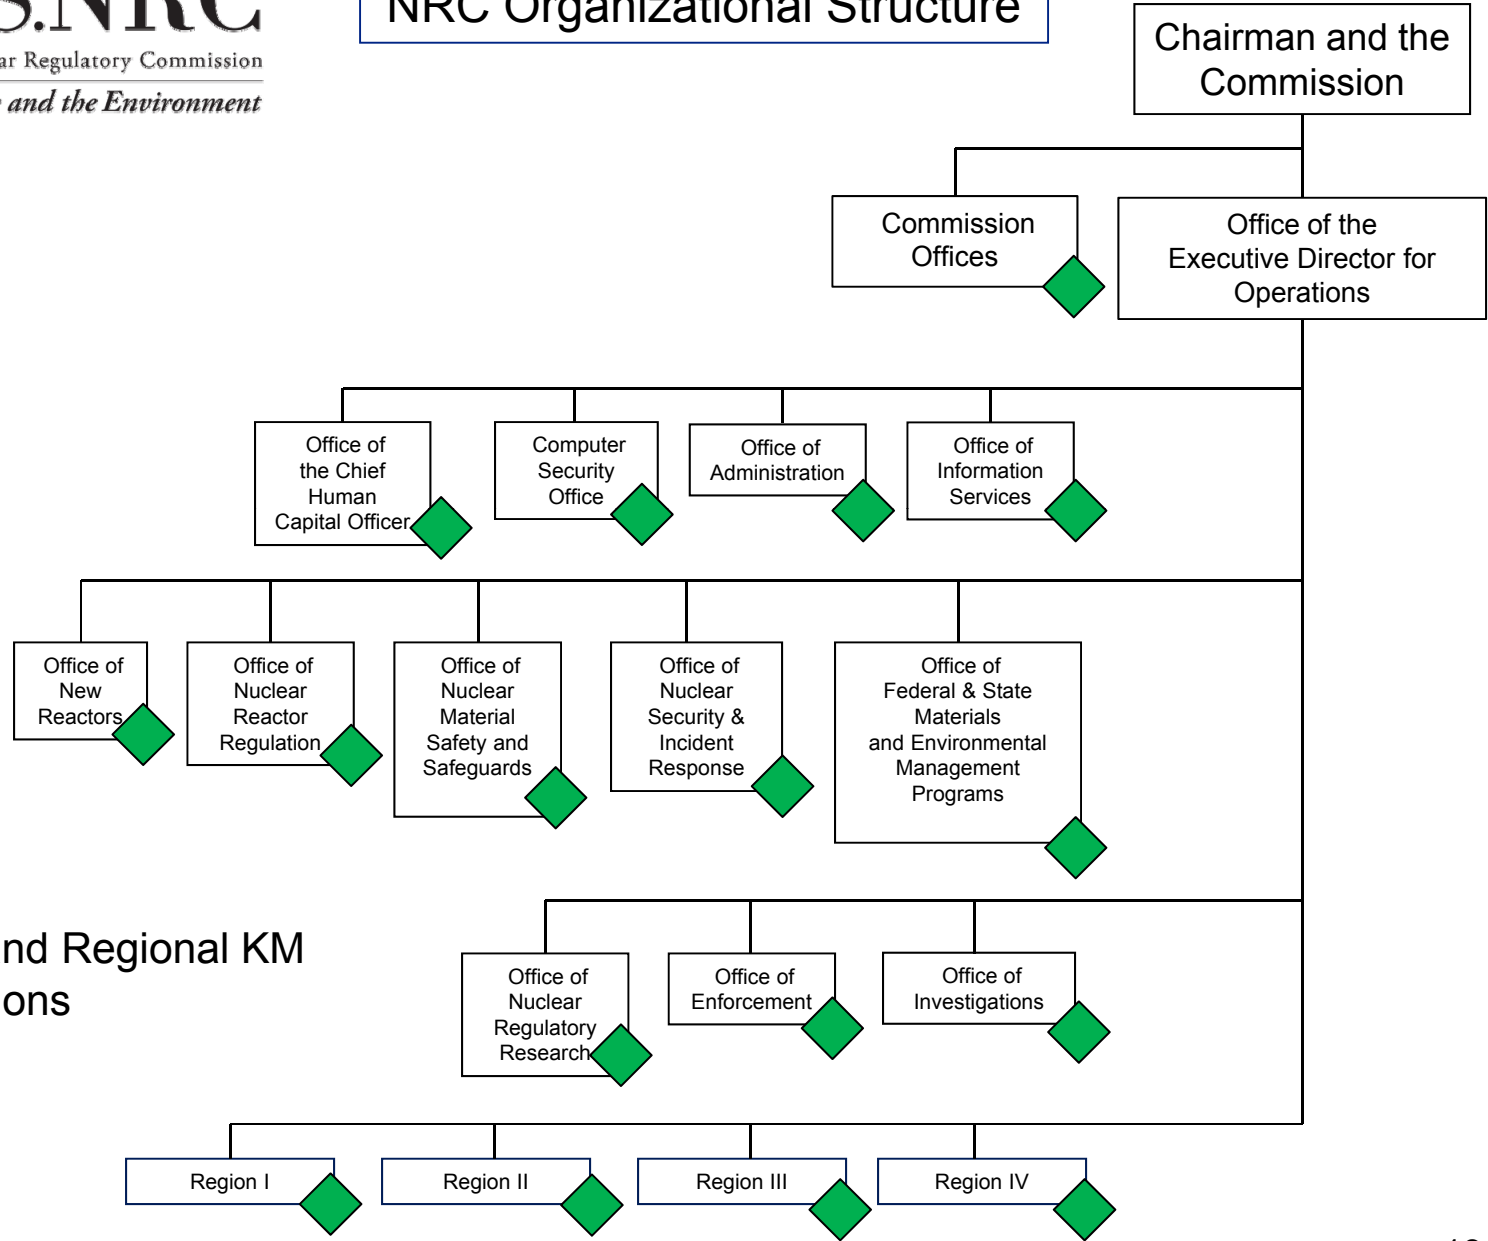 S.NRC
NRC Organizational Structure
ar Regulatory Commission
and the Environment
Chairman and the
Commission
Commission
Offices
Office of the
Executive Director for
Operations
Office of
the Chief
Human
Capital Officer
Computer
Security
Office
Office of
Administration
Office of
Information
Services
Office of
New
Reactors
Office of
Nuclear
Reactor
Regulation
Office of
Nuclear
Material
Safety and
Safeguards
Office of
Nuclear
Security &
Incident
Response
Office of
Federal & State
Materials
and Environmental
Management
Programs
nd Regional KM
ons
Office of
Nuclear
Regulatory
Research
Office of
Enforcement
Office of
Investigations
Region I
Region II
Region III
Region IV